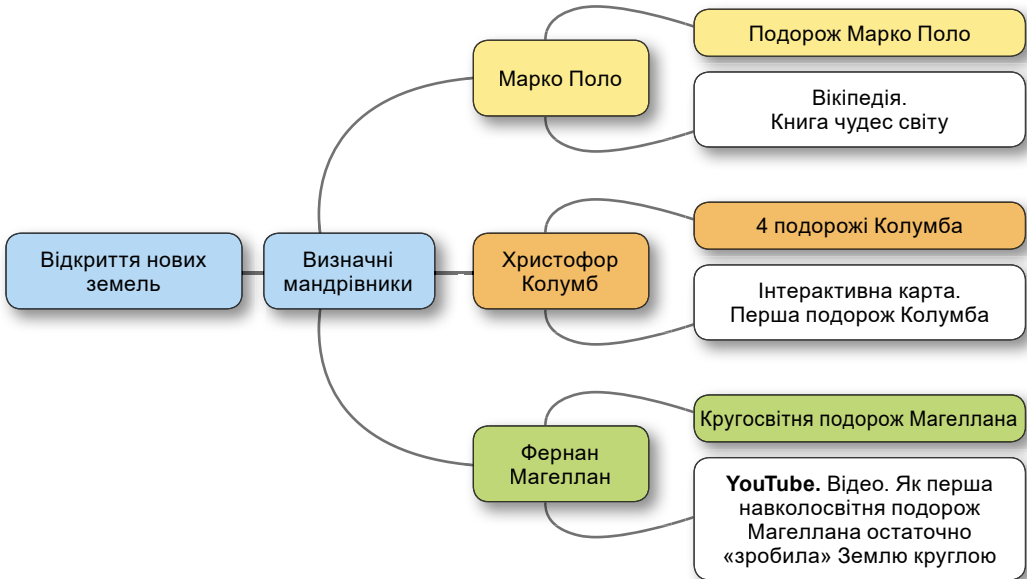 Відкриття нових
земель
Визначні
мандрівники
Марко Поло
Подорож Марко Поло
Вікіпедія.
Книга чудес світу
Христофор
Колумб
4 подорожі Колумба
Інтерактивна карта.
Перша подорож Колумба
Фернан
Магеллан
Кругосвітня подорож Магеллана
YouTube. Відео. Як перша
навколосвітня подорож
Магеллана остаточно
«зробила» Землю круглою